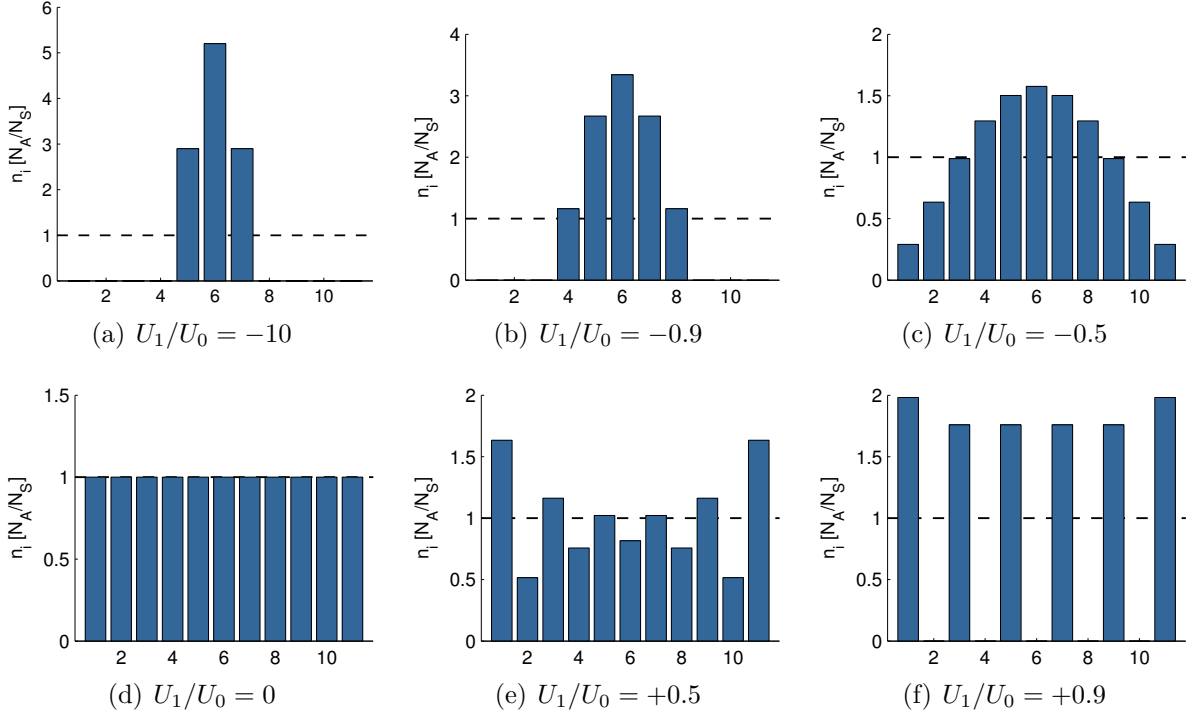 6
5
4
3
2
1
0
n_i [N_A/N_S]
2 4 6 8 10
(a) U_1/U_0 = −10
4
3
2
1
0
n_i [N_A/N_S]
2 4 6 8 10
(b) U_1/U_0 = −0.9
2
1.5
1
0.5
0
n_i [N_A/N_S]
2 4 6 8 10
(c) U_1/U_0 = −0.5
1.5
1
0.5
0
n_i [N_A/N_S]
2 4 6 8 10
(d) U_1/U_0 = 0
2
1.5
1
0.5
0
n_i [N_A/N_S]
2 4 6 8 10
(e) U_1/U_0 = +0.5
2
1.5
1
0.5
0
n_i [N_A/N_S]
2 4 6 8 10
(f) U_1/U_0 = +0.9